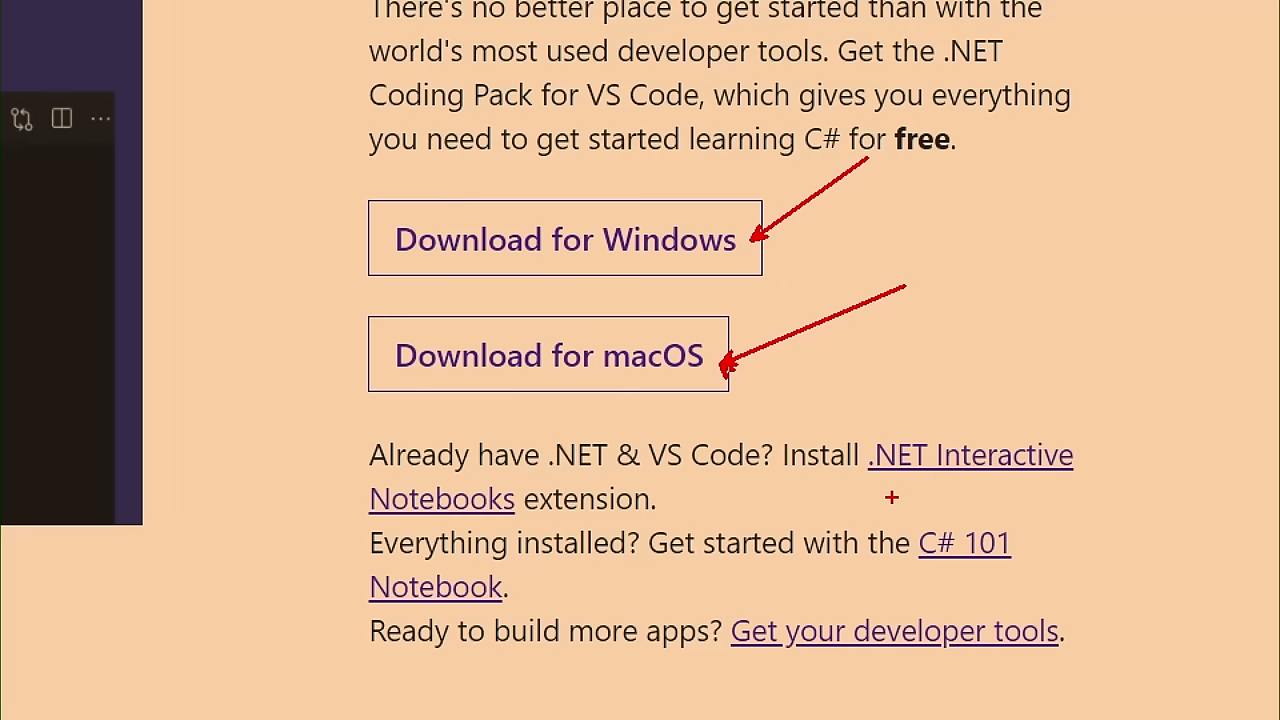 There's no better place to get started than with the
world's most used developer tools. Get the .NET
Coding Pack for VS Code, which gives you everything
you need to get started learning C# for free.
Download for Windows
Download for macOS
Already have .NET & VS Code? Install .NET Interactive
Notebooks extension.
Everything installed? Get started with the C# 101
Notebook.
Ready to build more apps? Get your developer tools.